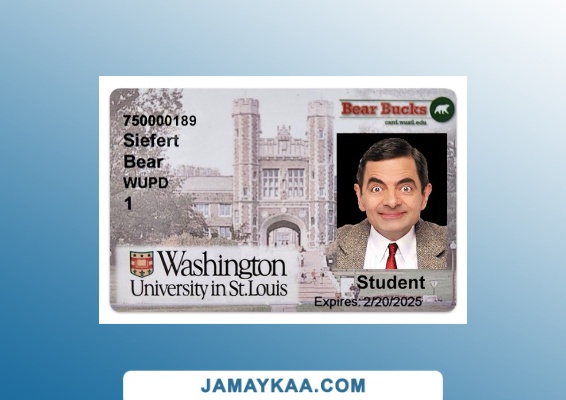 Bear Bucks
card.wustl.edu
750000189
Siefert
Bear
WUPD
1
Washington
University in St.Louis
Student
Expires: 2/20/2025
JAMAYKAA.COM